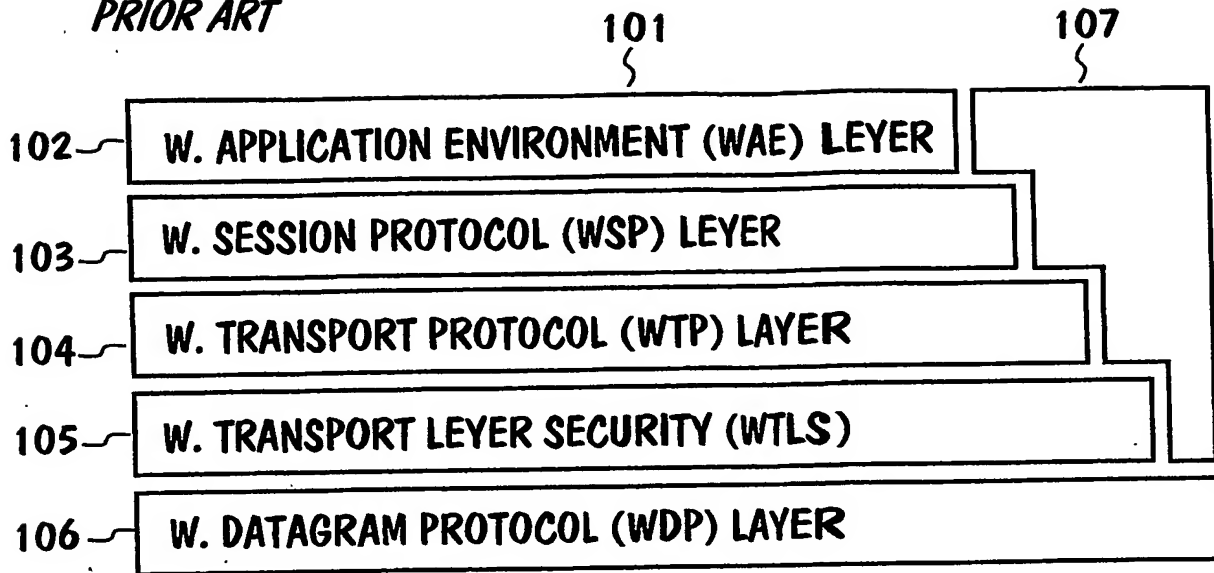 PRIOR ART
101
107
102
W. APPLICATION ENVIRONMENT (WAE) LEYER
103
W. SESSION PROTOCOL (WSP) LEYER
104
W. TRANSPORT PROTOCOL (WTP) LAYER
105
W. TRANSPORT LEYER SECURITY (WTLS)
106
W. DATAGRAM PROTOCOL (WDP) LAYER